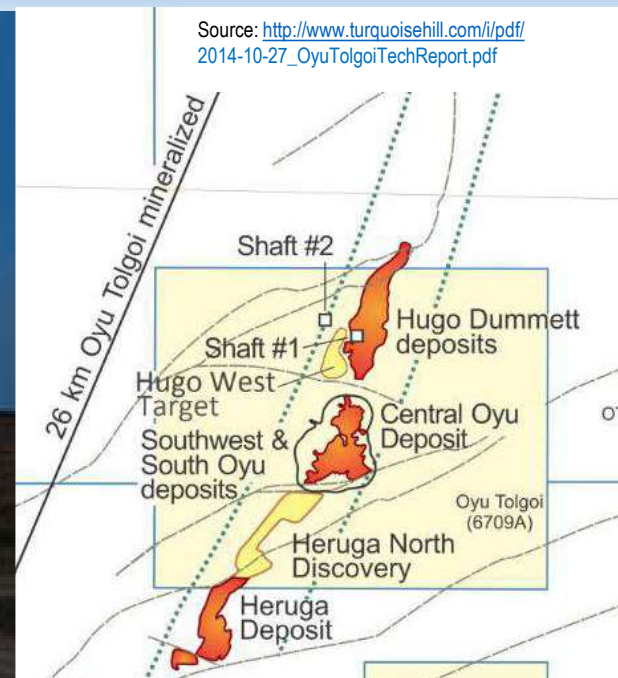 Source: http://www.turquoisehill.com/i/pdf/
2014-10-27_OyuTolgoiTechReport.pdf
26 km Oyu Tolgoi mineralized
Shaft #2
Shaft #1
Hugo Dummett
deposits
Hugo West
Target
Central Oyu
Deposit
Southwest &
South Oyu
deposits
Oyu Tolgoi
(6709A)
Heruga North
Discovery
Heruga
Deposit